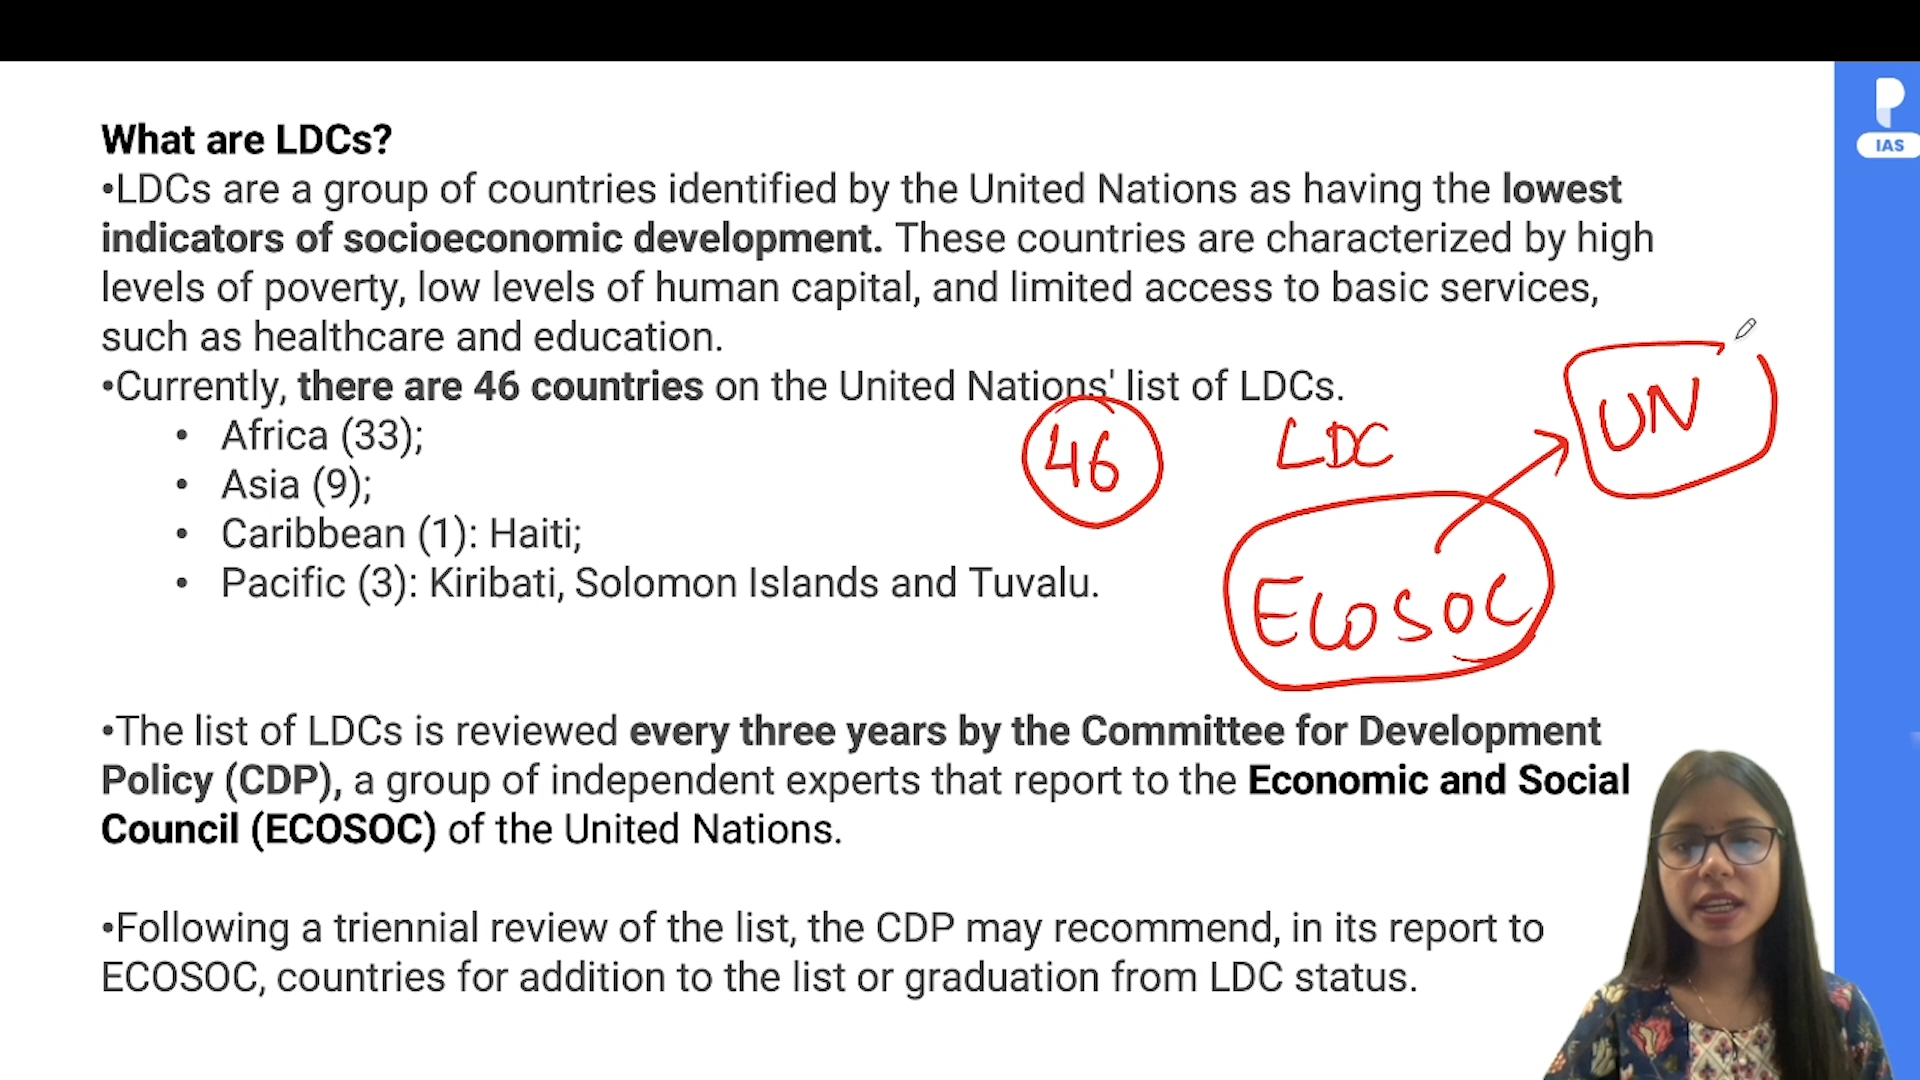 What are LDCs?
•LDCs are a group of countries identified by the United Nations as having the lowest
indicators of socioeconomic development. These countries are characterized by high
levels of poverty, low levels of human capital, and limited access to basic services,
such as healthcare and education.
•Currently, there are 46 countries on the United Nations' list of LDCs.
• Africa (33);
• Asia (9);
• Caribbean (1): Haiti;
• Pacific (3): Kiribati, Solomon Islands and Tuvalu.
46
LDC
UN
ECOSOC
•The list of LDCs is reviewed every three years by the Committee for Development
Policy (CDP), a group of independent experts that report to the Economic and Social
Council (ECOSOC) of the United Nations.
•Following a triennial review of the list, the CDP may recommend, in its report to
ECOSOC, countries for addition to the list or graduation from LDC status.
P
IAS